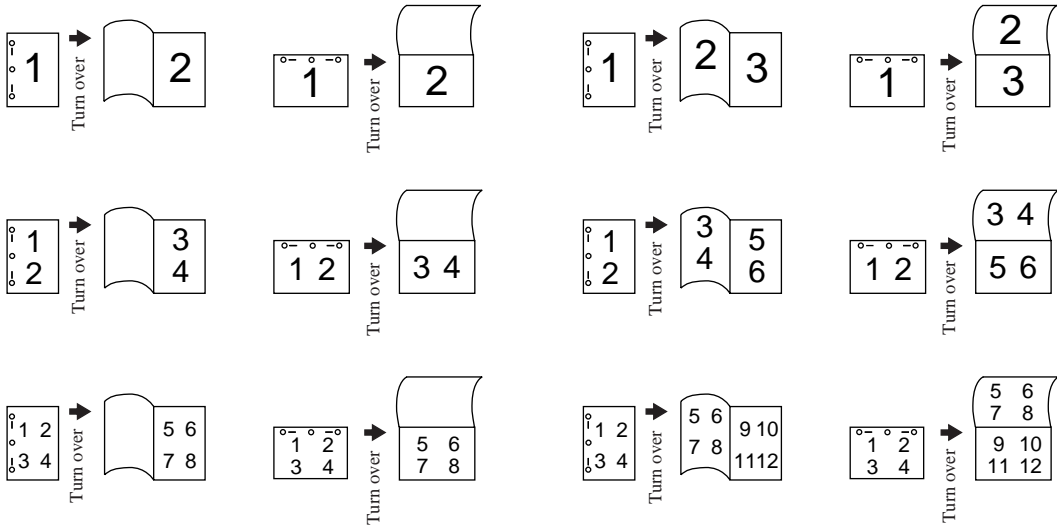 1 Turn over 2
1 Turn over 2
1 Turn over 2 3
1 Turn over 2
3
1
2 Turn over 3
4
1 2 Turn over 3 4
1
2 Turn over 3
4 5
6
1 2 Turn over 3 4
5 6
1 2
3 4 Turn over 5 6
7 8
1 2
3 4 Turn over 5 6
7 8
1 2
3 4 Turn over 5 6
7 8 9 10
11 12
1 2
3 4 Turn over 5 6
7 8
9 10
11 12